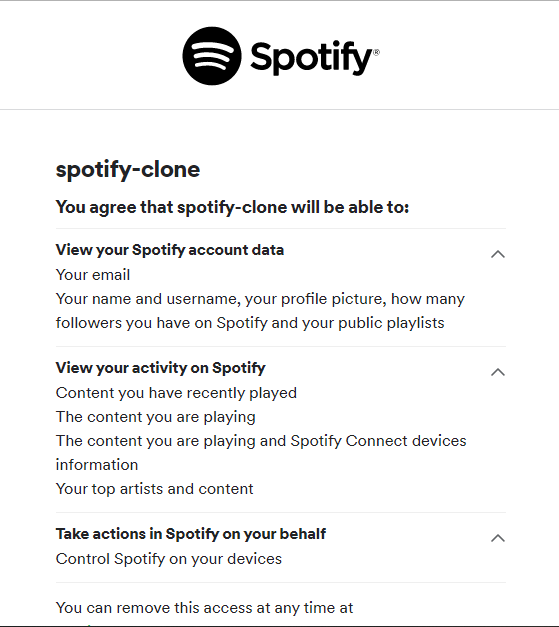 Spotify®
spotify-clone
You agree that spotify-clone will be able to:
View your Spotify account data
Your email
Your name and username, your profile picture, how many
followers you have on Spotify and your public playlists
View your activity on Spotify
Content you have recently played
The content you are playing
The content you are playing and Spotify Connect devices
information
Your top artists and content
Take actions in Spotify on your behalf
Control Spotify on your devices
You can remove this access at any time at